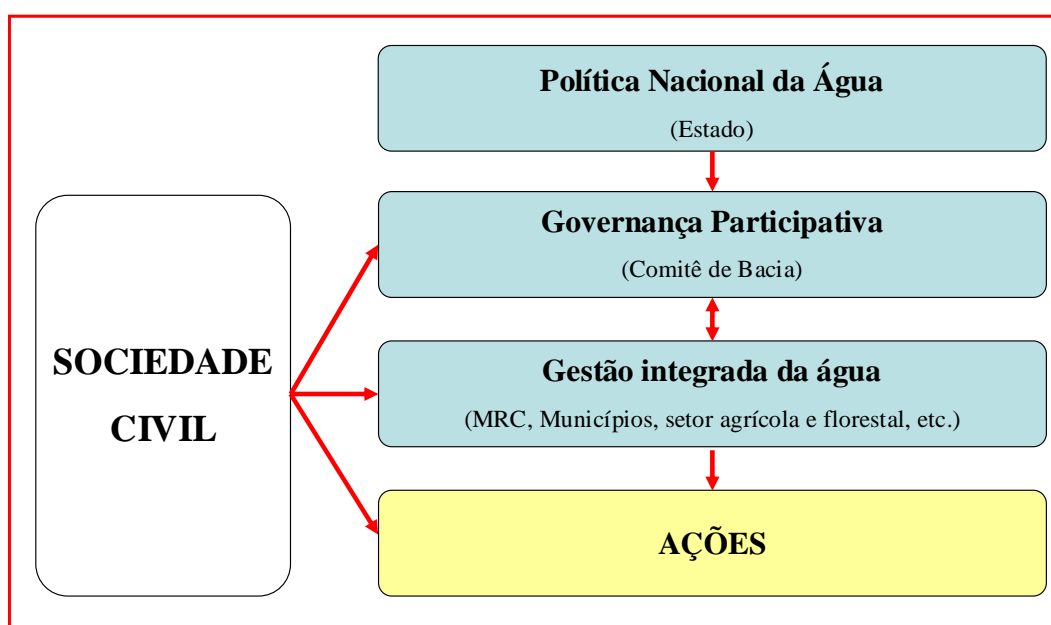 Política Nacional da Água
(Estado)
Governança Participativa
(Comitê de Bacia)
SOCIEDADE
CIVIL
Gestão integrada da água
(MRC, Municípios, setor agrícola e florestal, etc.)
AÇÕES